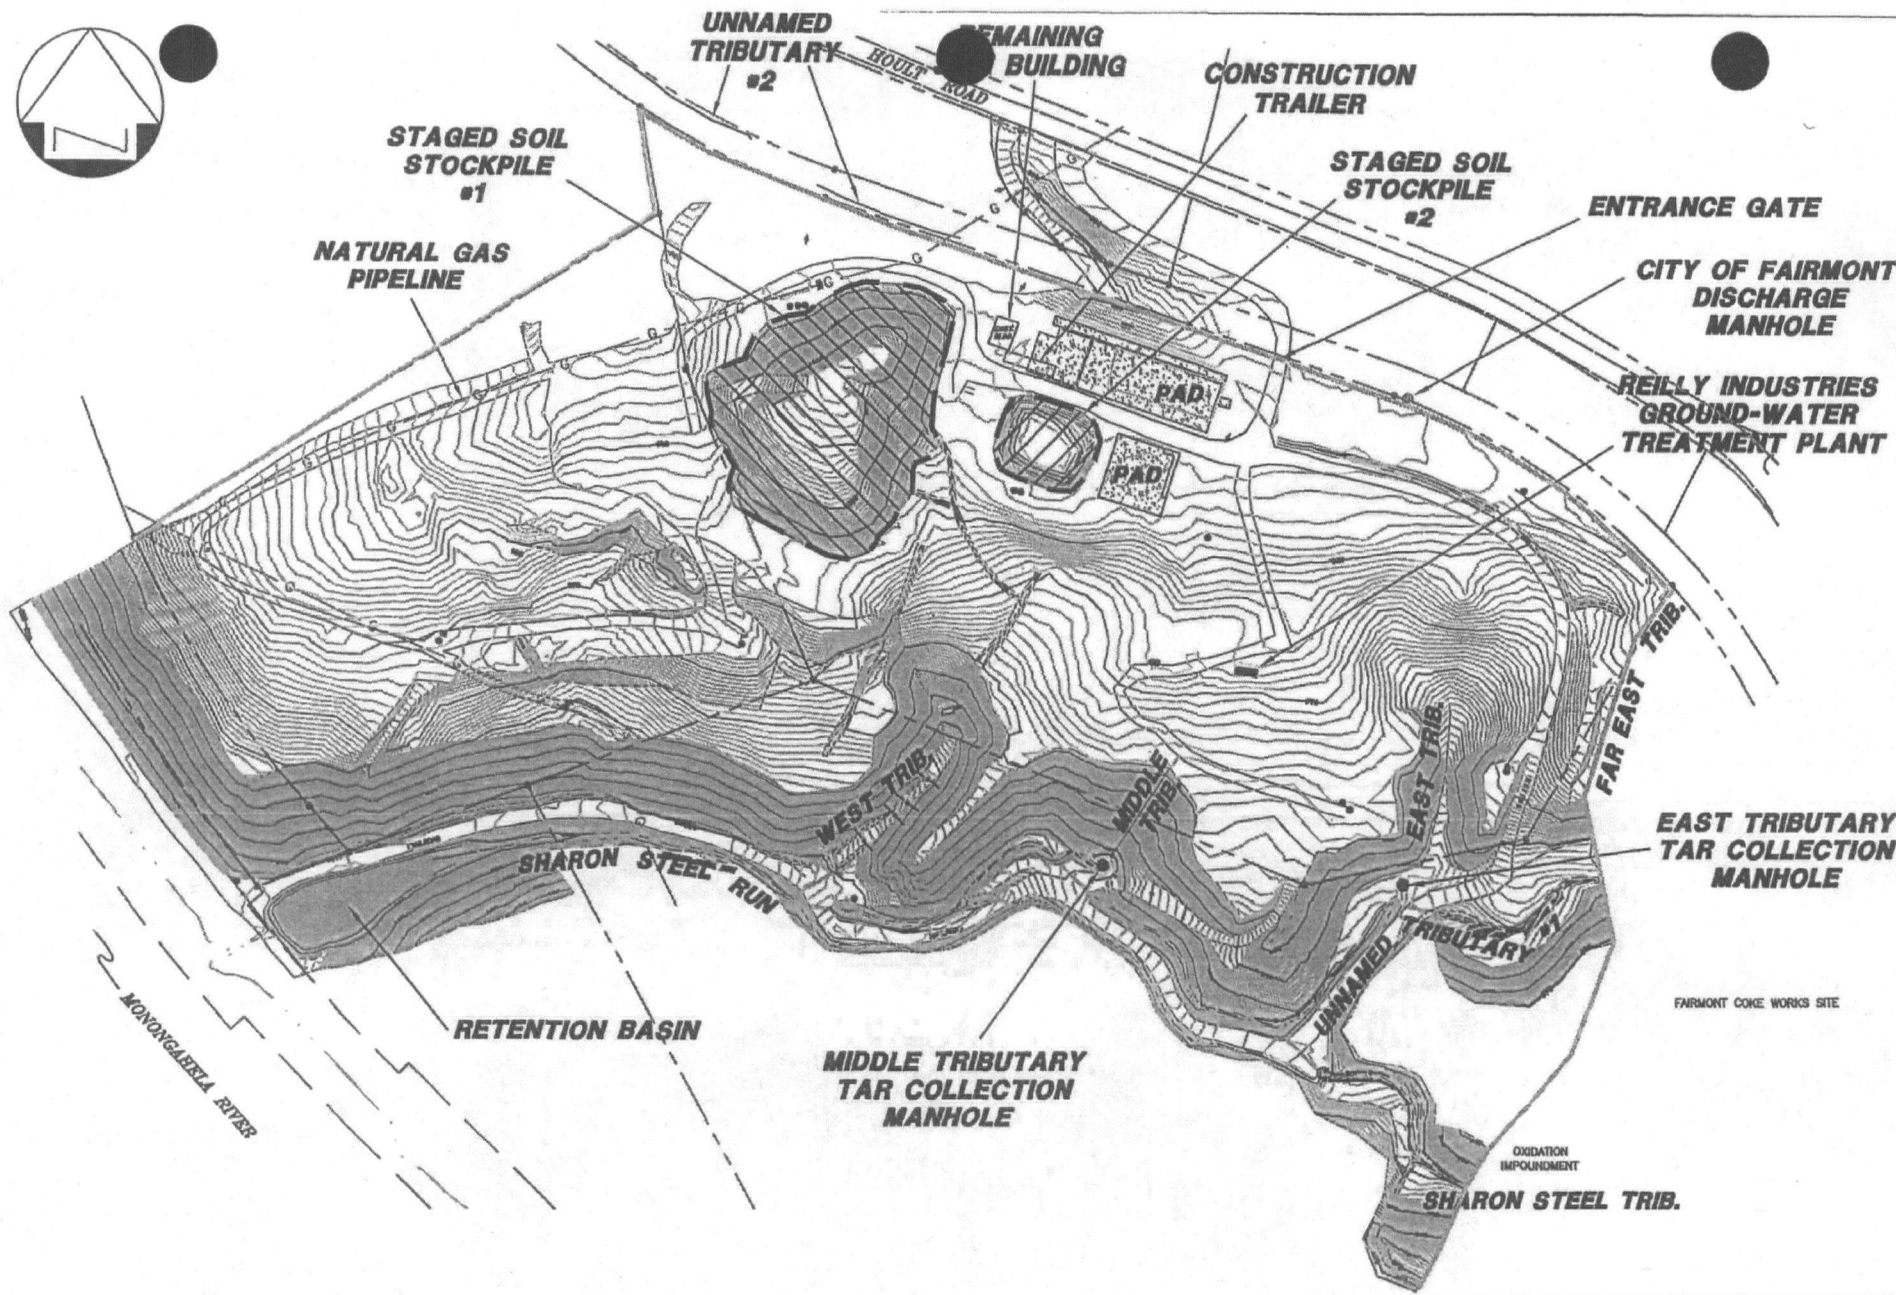 UNNAMED
TRIBUTARY
#2
HOULT ROAD
EMAINING
BUILDING
CONSTRUCTION
TRAILER
STAGED SOIL
STOCKPILE
#1
STAGED SOIL
STOCKPILE
#2
ENTRANCE GATE
NATURAL GAS
PIPELINE
CITY OF FAIRMONT
DISCHARGE
MANHOLE
REILLY INDUSTRIES
GROUND-WATER
TREATMENT PLANT
PAD
PAD
FAR EAST TRIB.
EAST TRIB.
MIDDLE
TRIB.
WEST TRIB.
SHARON STEEL RUN
EAST TRIBUTARY
TAR COLLECTION
MANHOLE
UNNAMED TRIBUTARY #1
FAIRMONT COKE WORKS SITE
RETENTION BASIN
MIDDLE TRIBUTARY
TAR COLLECTION
MANHOLE
MONONGAHELA RIVER
OXIDATION
IMPOUNDMENT
SHARON STEEL TRIB.